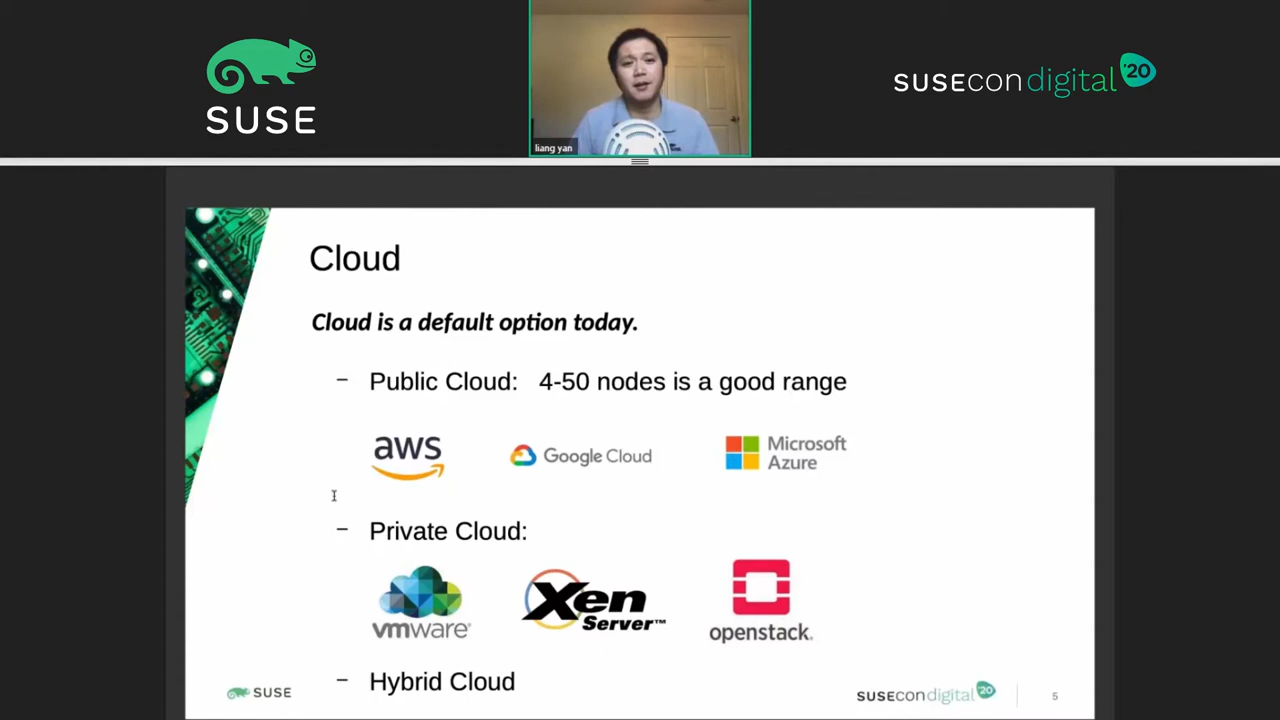 SUSE
liang yan
SUSEcon digital '20
Cloud
Cloud is a default option today.
– Public Cloud: 4-50 nodes is a good range
aws
Google Cloud
Microsoft
Azure
– Private Cloud:
vmware®
Xen
Server™
openstack.
– Hybrid Cloud
SUSE
SUSEcon digital '20
5